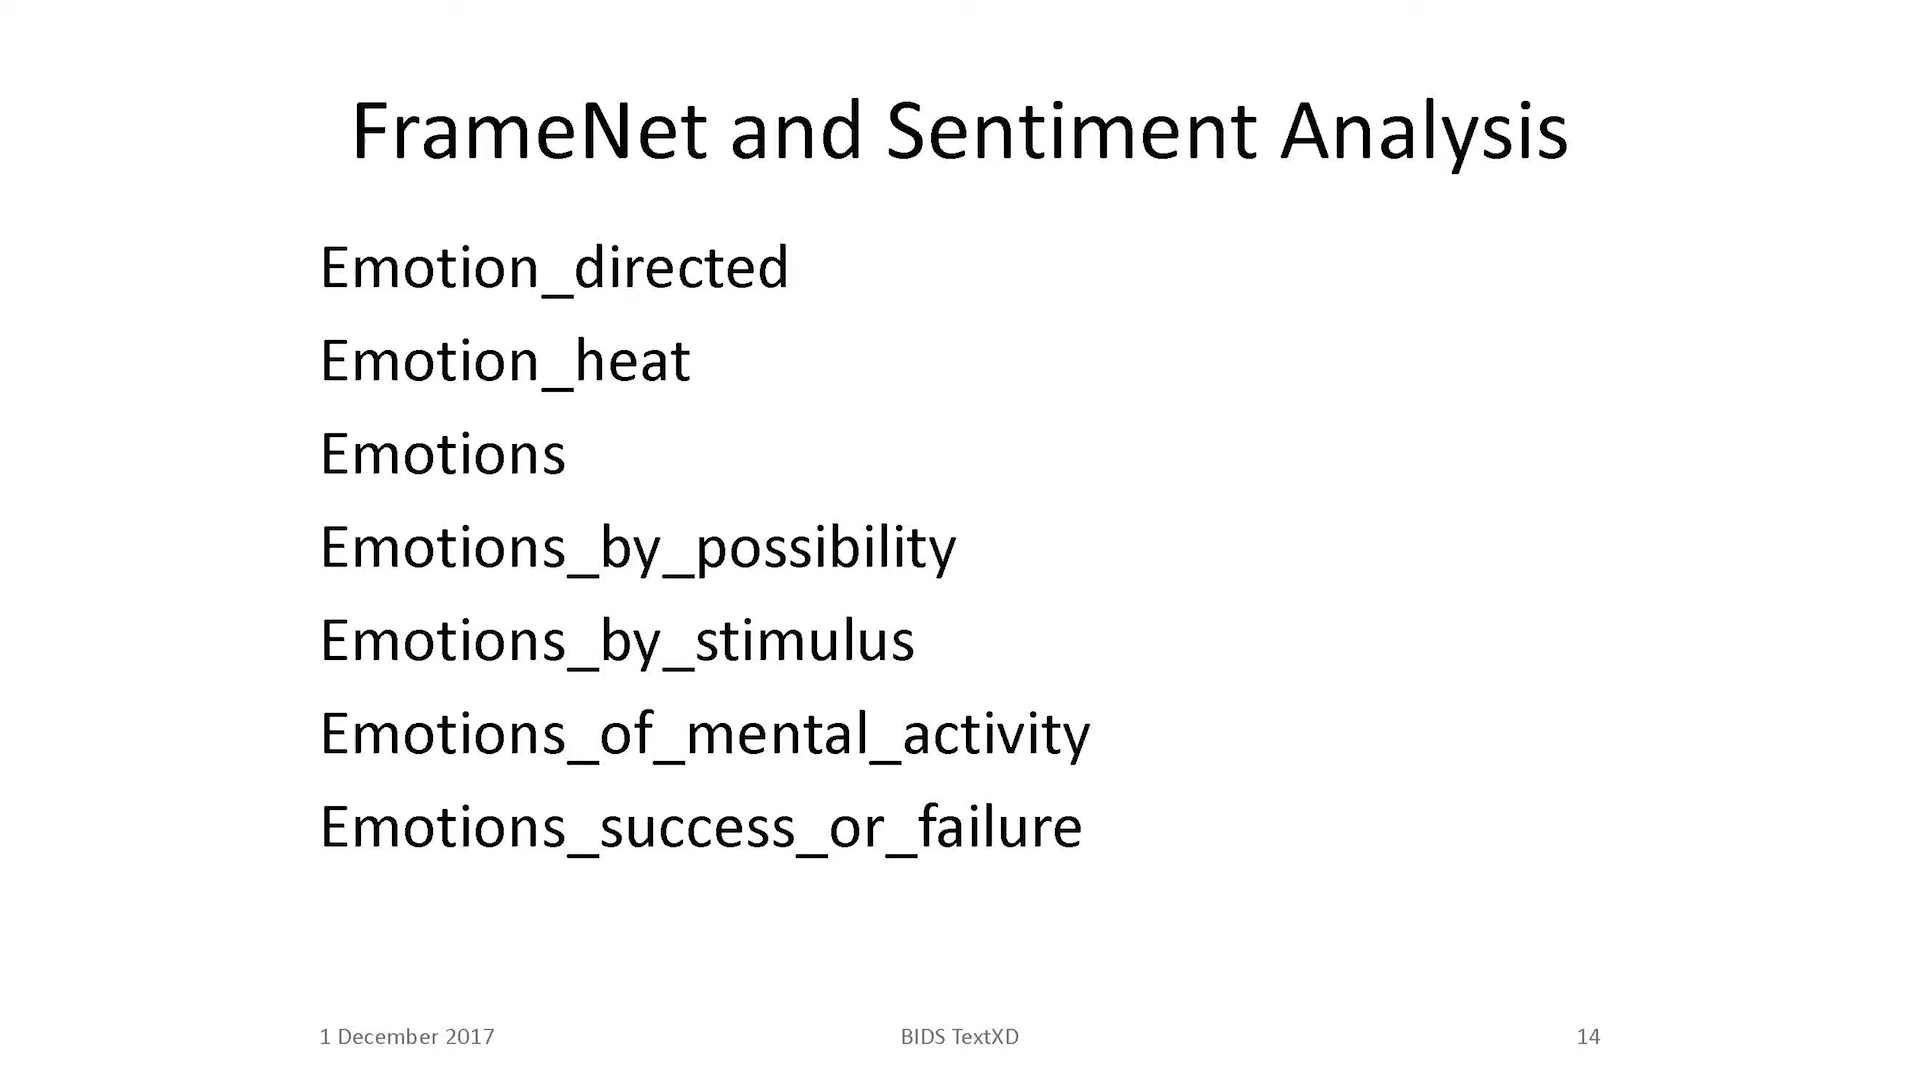 FrameNet and Sentiment Analysis
Emotion_directed
Emotion_heat
Emotions
Emotions_by_possibility
Emotions_by_stimulus
Emotions_of_mental_activity
Emotions_success_or_failure
1 December 2017
BIDS TextXD
14